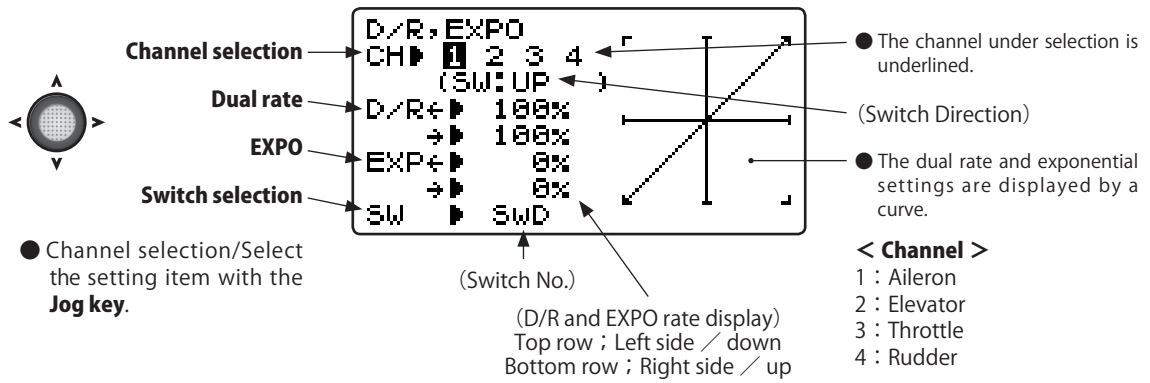 D/R,EXPO
CH 1 2 3 4
(SW:UP )
D/R← 100%
→ 100%
EXP← 0%
→ 0%
SW SwD
Channel selection
Dual rate
EXPO
Switch selection
● Channel selection/Select
the setting item with the
Jog key.
(Switch No.)
(D/R and EXPO rate display)
Top row ; Left side / down
Bottom row ; Right side / up
● The channel under selection is
underlined.
(Switch Direction)
● The dual rate and exponential
settings are displayed by a
curve.
< Channel >
1 : Aileron
2 : Elevator
3 : Throttle
4 : Rudder